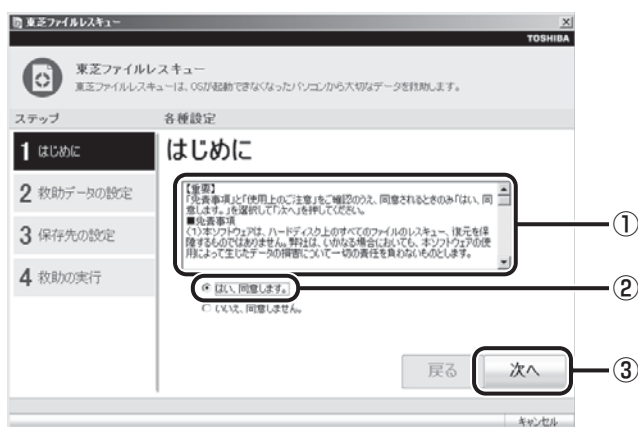 東芝ファイルレスキュー
TOSHIBA
東芝ファイルレスキュー
東芝ファイルレスキューは、OSが起動できなくなったパソコンから大切なデータを救助します。
ステップ
各種設定
1 はじめに
2 救助データの設定
3 保存先の設定
4 救助の実行
はじめに
【重要】
「免責事項」と「使用上のご注意」をご確認のうえ、同意されるときのみ「はい、同
意します。」を選択して「次へ」を押してください。
■免責事項
(1)本ソフトウェアは、ハードディスク上のすべてのファイルのレスキュー、復元を保
障するものではありません。弊社は、いかなる場合においても、本ソフトウェアの使
用によって生じたデータの損害について一切の責任を負わないものとします。
①
はい、同意します。
②
いいえ、同意しません。
戻る
次へ
③
キャンセル